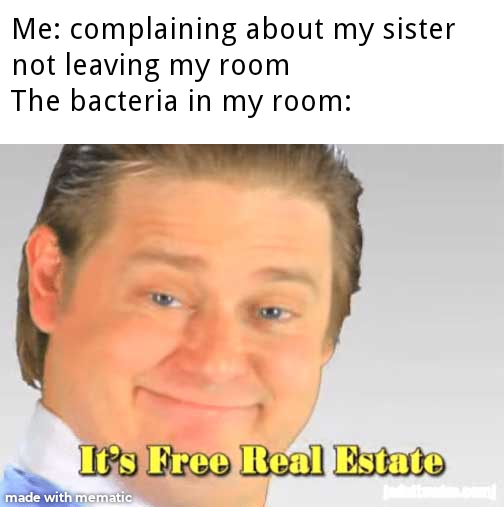 Me: complaining about my sister
not leaving my room
The bacteria in my room:
It's Free Real Estate
made with mematic